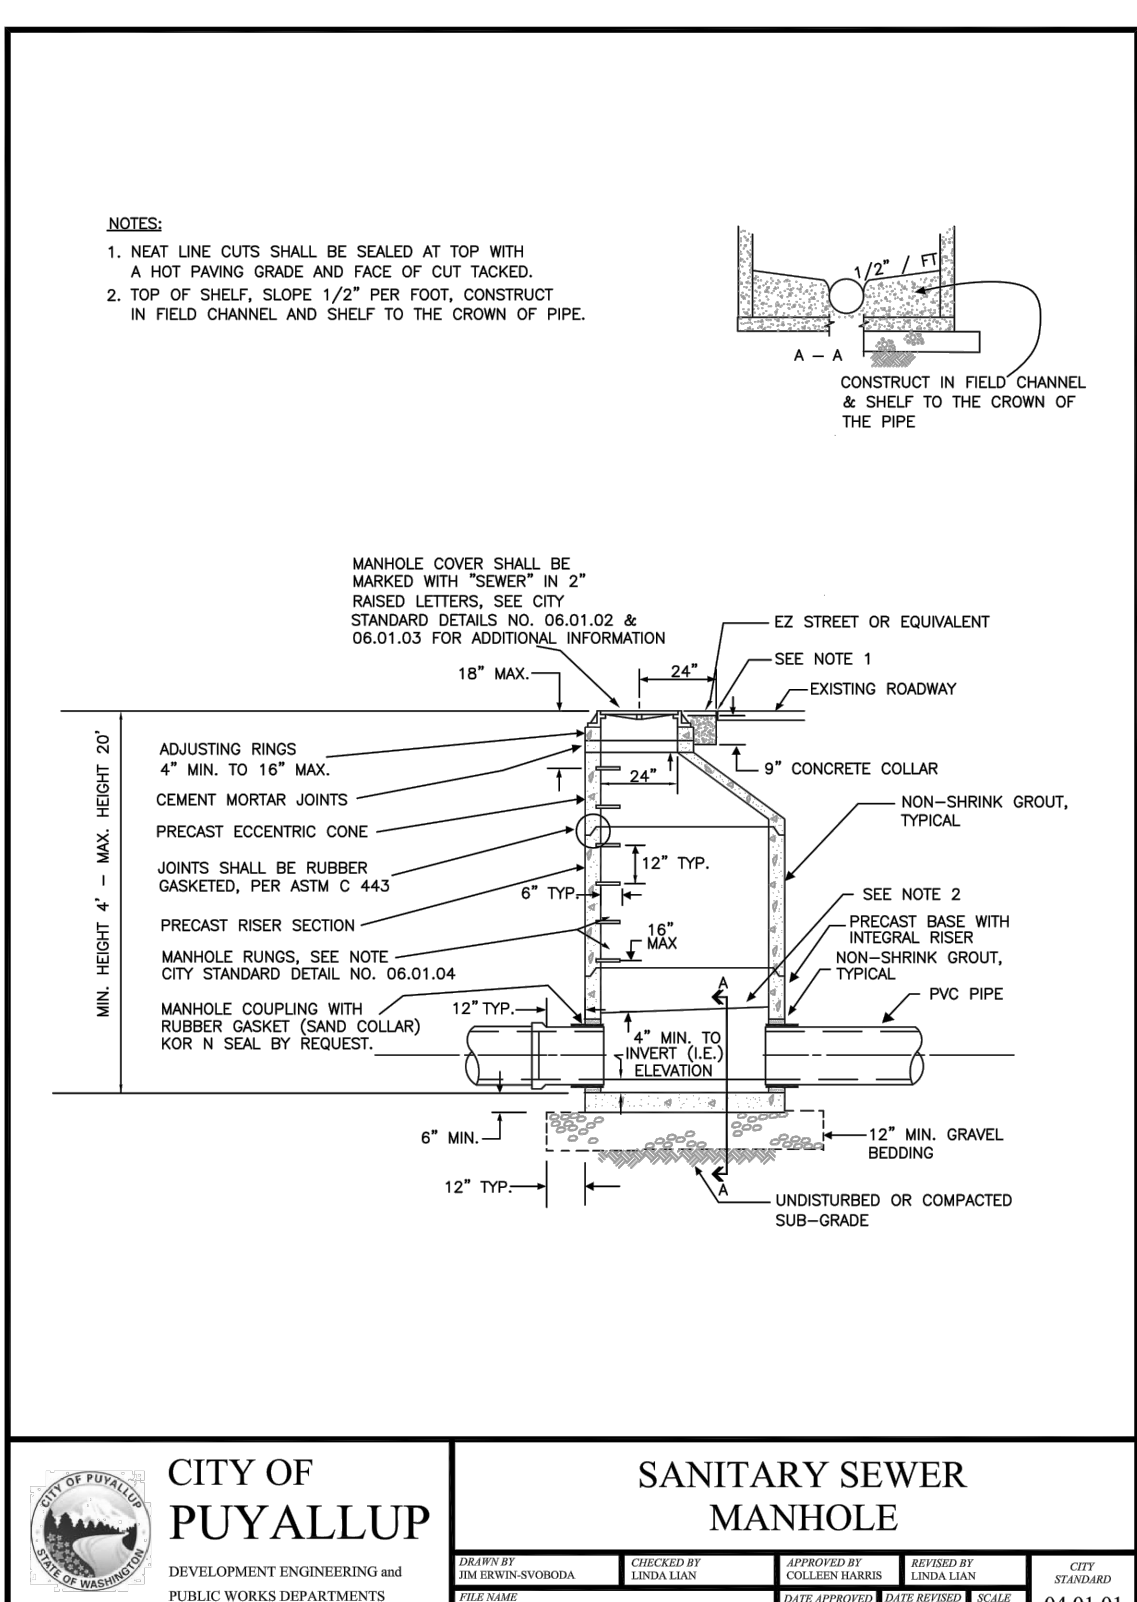 NOTES:
1. NEAT LINE CUTS SHALL BE SEALED AT TOP WITH
A HOT PAVING GRADE AND FACE OF CUT TACKED.
2. TOP OF SHELF, SLOPE 1/2" PER FOOT, CONSTRUCT
IN FIELD CHANNEL AND SHELF TO THE CROWN OF PIPE.
1/2" / FT
A – A
CONSTRUCT IN FIELD CHANNEL
& SHELF TO THE CROWN OF
THE PIPE
MANHOLE COVER SHALL BE
MARKED WITH "SEWER" IN 2"
RAISED LETTERS, SEE CITY
STANDARD DETAILS NO. 06.01.02 &
06.01.03 FOR ADDITIONAL INFORMATION
EZ STREET OR EQUIVALENT
SEE NOTE 1
18" MAX.
24"
EXISTING ROADWAY
MIN. HEIGHT 4' – MAX. HEIGHT 20'
ADJUSTING RINGS
4" MIN. TO 16" MAX.
24"
9" CONCRETE COLLAR
CEMENT MORTAR JOINTS
NON–SHRINK GROUT,
TYPICAL
PRECAST ECCENTRIC CONE
JOINTS SHALL BE RUBBER
GASKETED, PER ASTM C 443
12" TYP.
6" TYP.
SEE NOTE 2
PRECAST RISER SECTION
16"
MAX
PRECAST BASE WITH
INTEGRAL RISER
MANHOLE RUNGS, SEE NOTE
CITY STANDARD DETAIL NO. 06.01.04
NON–SHRINK GROUT,
TYPICAL
A
PVC PIPE
MANHOLE COUPLING WITH
RUBBER GASKET (SAND COLLAR)
KOR N SEAL BY REQUEST.
12" TYP.
4" MIN. TO
INVERT (I.E.)
ELEVATION
6" MIN.
12" MIN. GRAVEL
BEDDING
12" TYP.
A
UNDISTURBED OR COMPACTED
SUB–GRADE
CITY OF PUYALLUP
STATE OF WASHINGTON
CITY OF
PUYALLUP
DEVELOPMENT ENGINEERING and
PUBLIC WORKS DEPARTMENTS
SANITARY SEWER
MANHOLE
DRAWN BY
JIM ERWIN-SVOBODA
CHECKED BY
LINDA LIAN
APPROVED BY
COLLEEN HARRIS
REVISED BY
LINDA LIAN
CITY
STANDARD
FILE NAME
DATE APPROVED
DATE REVISED
SCALE
04.01.01